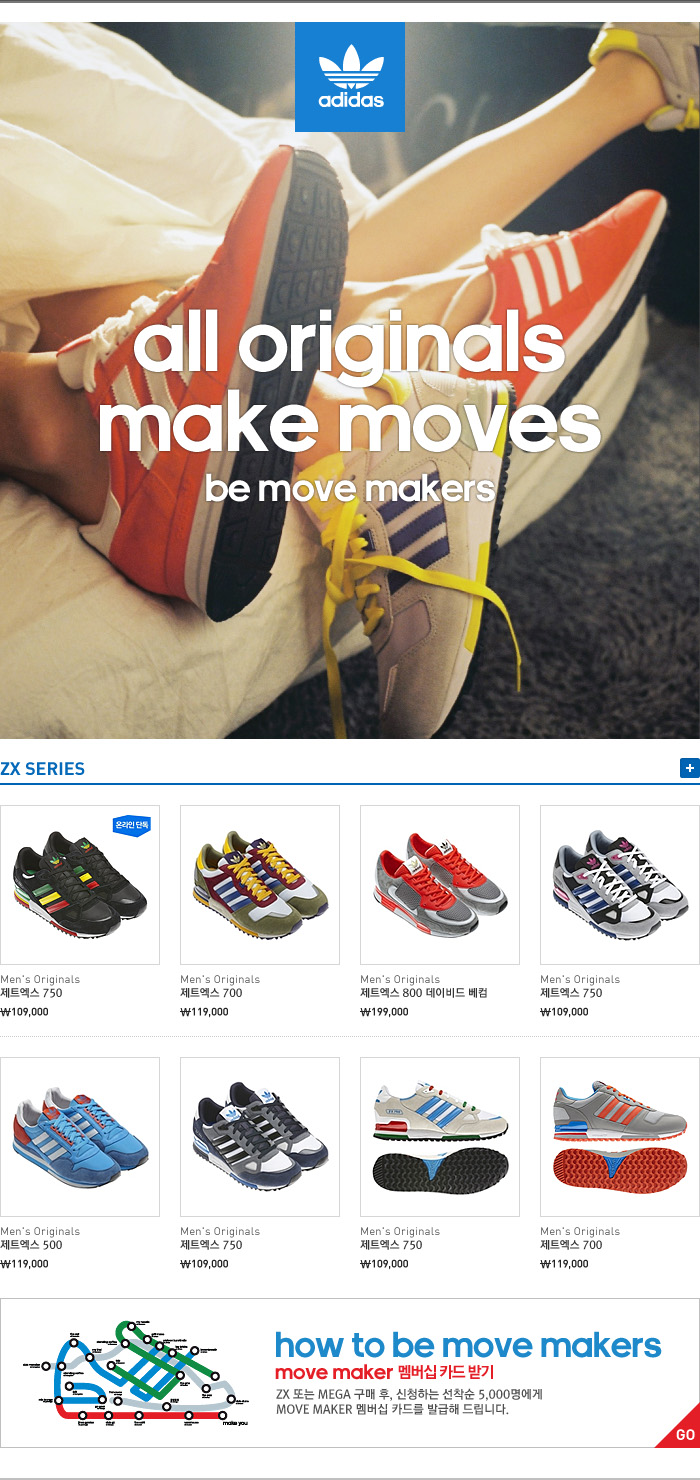 adidas
all originals
make moves
be move makers
ZX SERIES
온라인 단독
Men's Originals
제트엑스 750
₩109,000
Men's Originals
제트엑스 700
₩119,000
Men's Originals
제트엑스 800 데이비드 베컴
₩199,000
Men's Originals
제트엑스 750
₩109,000
Men's Originals
제트엑스 500
₩119,000
Men's Originals
제트엑스 750
₩109,000
Men's Originals
제트엑스 750
₩109,000
Men's Originals
제트엑스 700
₩119,000
make you
how to be move makers
move maker 멤버십 카드 받기
ZX 또는 MEGA 구매 후, 신청하는 선착순 5,000명에게
MOVE MAKER 멤버십 카드를 발급해 드립니다.
GO